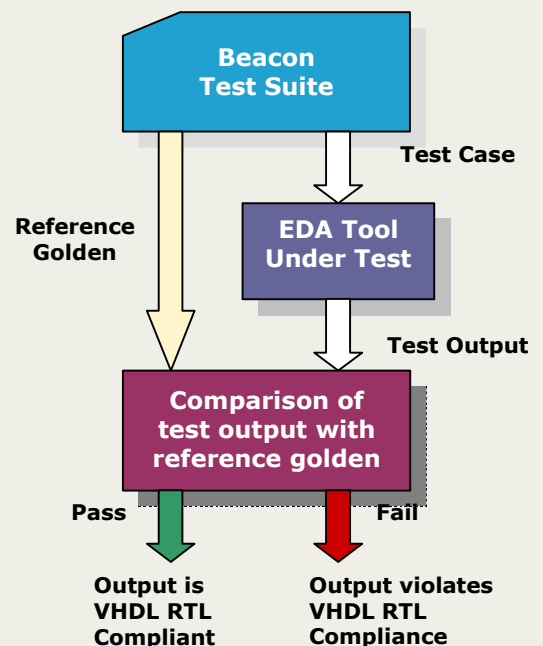 Beacon
Test Suite
Test Case
Reference
Golden
EDA Tool
Under Test
Test Output
Comparison of
test output with
reference golden
Pass
Fail
Output is
VHDL RTL
Compliant
Output violates
VHDL RTL
Compliance